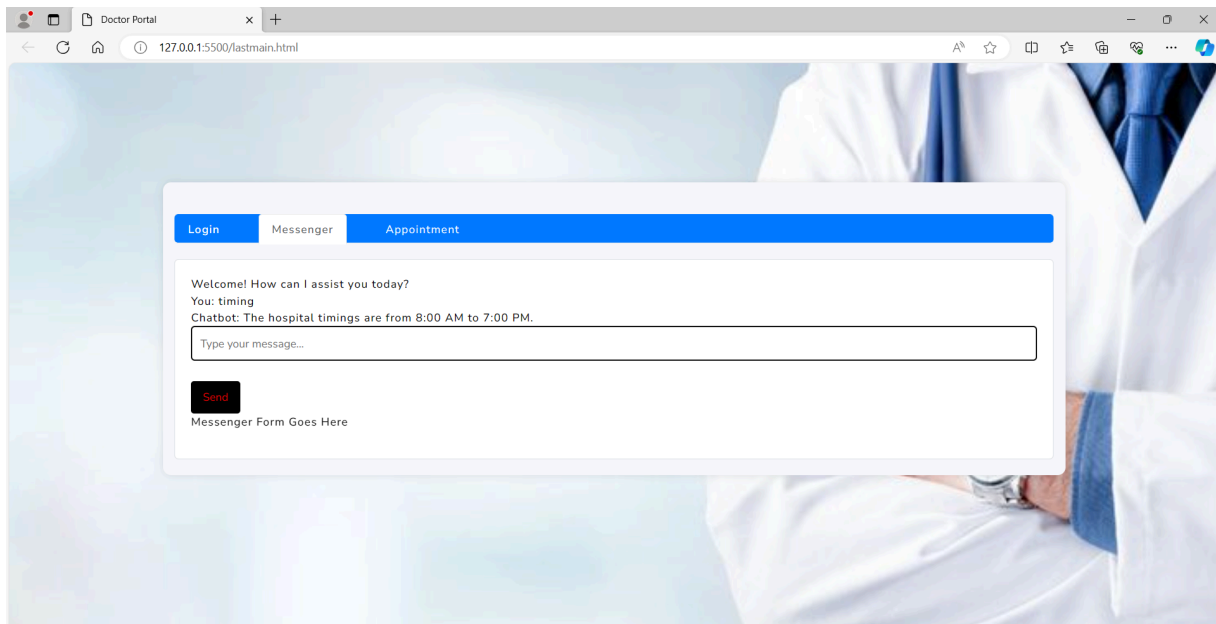 Doctor Portal
127.0.0.1:5500/lastmain.html
Login Messenger Appointment
Welcome! How can I assist you today?
You: timing
Chatbot: The hospital timings are from 8:00 AM to 7:00 PM.
Type your message...
Send
Messenger Form Goes Here